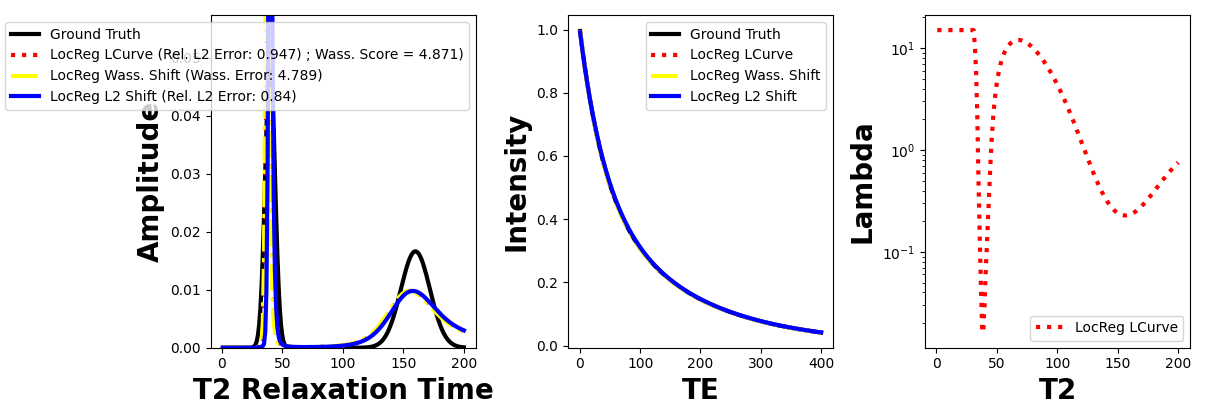 Ground Truth
LocReg LCurve (Rel. L2 Error: 0.947) ; Wass. Score = 4.871)
LocReg Wass. Shift (Wass. Error: 4.789)
LocReg L2 Shift (Rel. L2 Error: 0.84)
Amplitude
0.05
0.04
0.03
0.02
0.01
0.00
0 50 100 150 200
T2 Relaxation Time
Ground Truth
LocReg LCurve
LocReg Wass. Shift
LocReg L2 Shift
Intensity
1.0
0.8
0.6
0.4
0.2
0.0
0 100 200 300 400
TE
Lambda
10¹
10⁰
10⁻¹
LocReg LCurve
0 50 100 150 200
T2